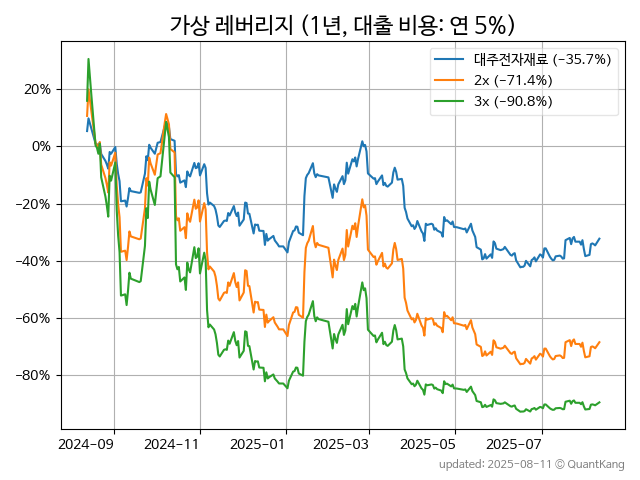 가상 레버리지 (1년, 대출 비용: 연 5%)
대주전자재료 (−35.7%)
2x (−71.4%)
3x (−90.8%)
20%
0%
−20%
−40%
−60%
−80%
2024-09 2024-11 2025-01 2025-03 2025-05 2025-07
updated: 2025-08-11 © QuantKang